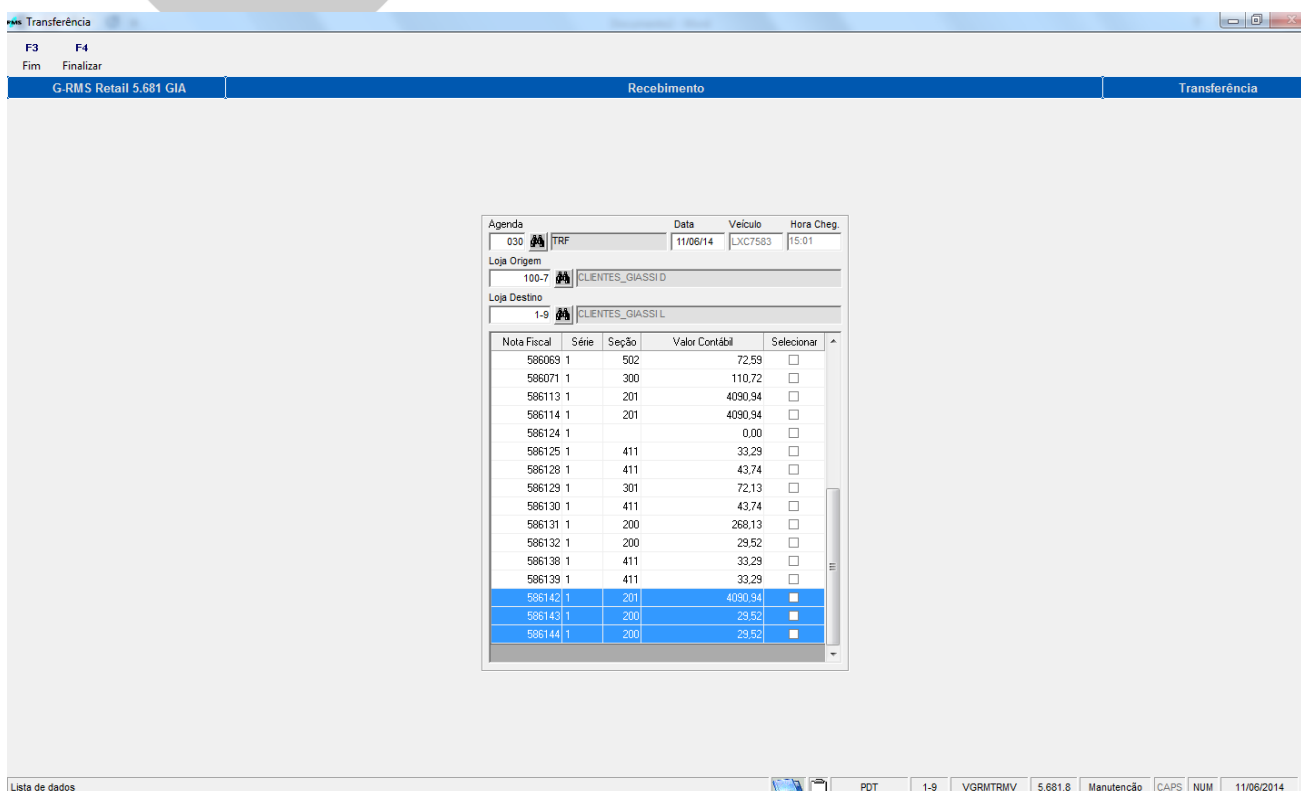 RMS Transferência
F3 F4
Fim Finalizar
G-RMS Retail 5.681 GIA Recebimento Transferência
Agenda Data Veículo Hora Cheg.
030 TRF 11/06/14 LXC7583 15:01
Loja Origem
100-7 CLIENTES_GIASSI D
Loja Destino
1-9 CLIENTES_GIASSI L
Nota Fiscal Série Seção Valor Contábil Selecionar
586069 1 502 72,59
586071 1 300 110,72
586113 1 201 4090,94
586114 1 201 4090,94
586124 1 0,00
586125 1 411 33,29
586128 1 411 43,74
586129 1 301 72,13
586130 1 411 43,74
586131 1 200 268,13
586132 1 200 29,52
586138 1 411 33,29
586139 1 411 33,29
586142 1 201 4090,94
586143 1 200 29,52
586144 1 200 29,52
Lista de dados PDT 1-9 VGRMTRMV 5.681.8 Manutenção CAPS NUM 11/06/2014